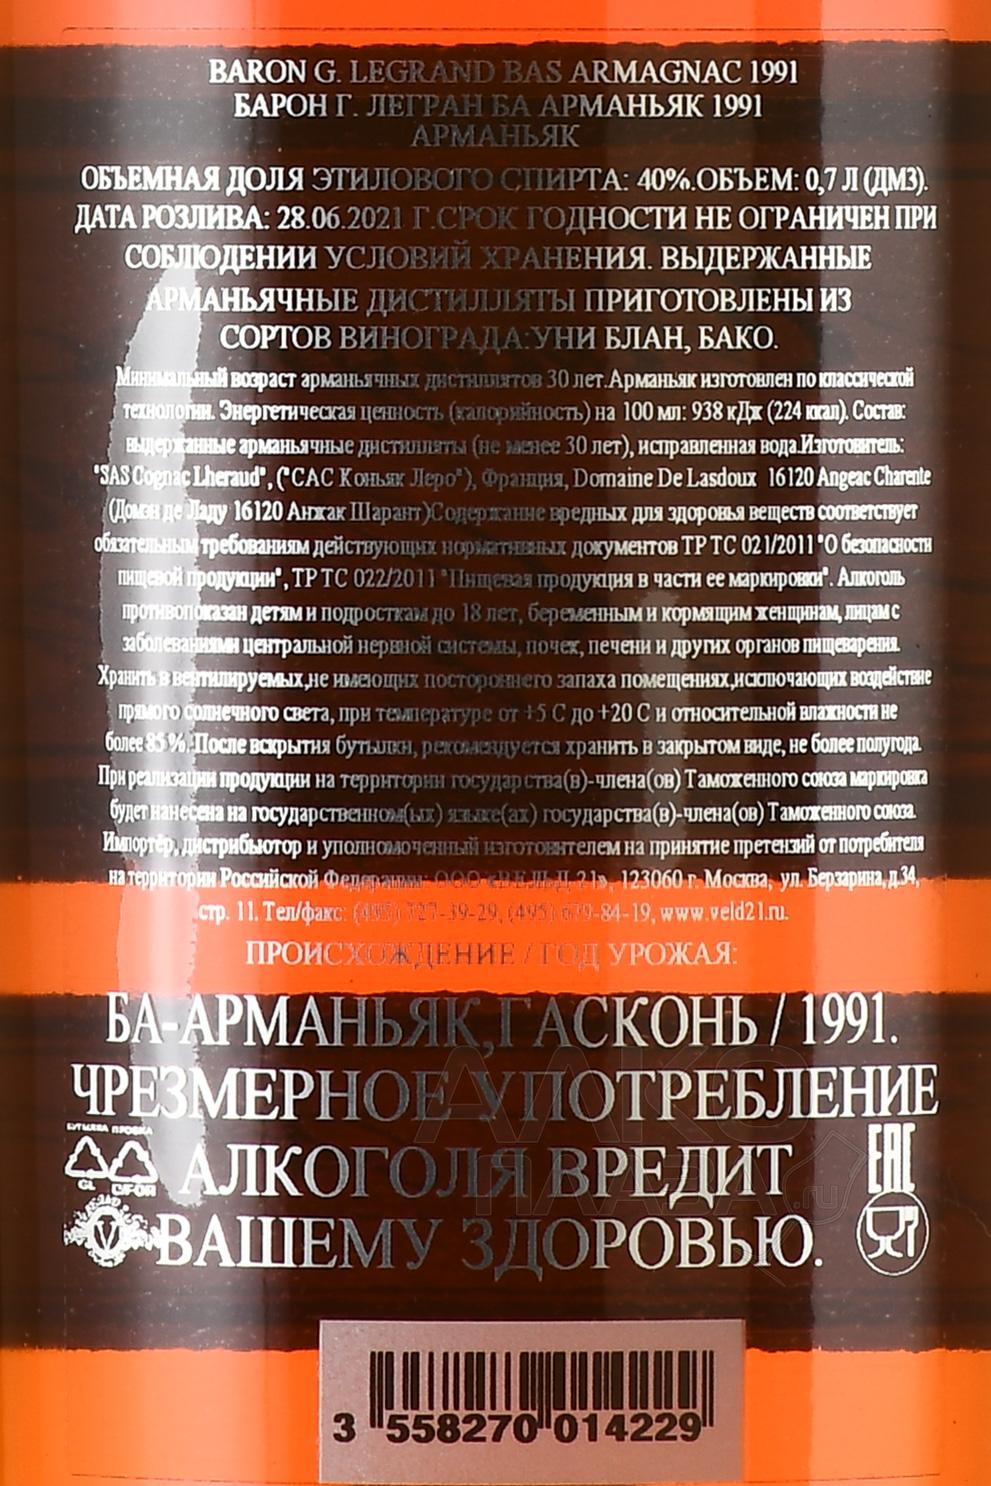 BARON G. LEGRAND BAS ARMAGNAC 1991
БАРОН Г. ЛЕГРАН БА АРМАНЬЯК 1991
АРМАНЬЯК
ОБЪЕМНАЯ ДОЛЯ ЭТИЛОВОГО СПИРТА: 40%.ОБЪЕМ: 0,7 Л (ДМ3).
ДАТА РОЗЛИВА: 28.06.2021 Г.СРОК ГОДНОСТИ НЕ ОГРАНИЧЕН ПРИ
СОБЛЮДЕНИИ УСЛОВИЙ ХРАНЕНИЯ. ВЫДЕРЖАННЫЕ
АРМАНЬЯЧНЫЕ ДИСТИЛЛЯТЫ ПРИГОТОВЛЕНЫ ИЗ
СОРТОВ ВИНОГРАДА:УНИ БЛАН, БАКО.
Минимальный возраст арманьячных дистиллятов 30 лет.Арманьяк изготовлен по классической
технологии. Энергетическая ценность (калорийность) на 100 мл: 938 кДж (224 ккал). Состав:
выдержанные арманьячные дистилляты (не менее 30 лет), исправленная вода.Изготовитель:
"SAS Cognac Lheraud", ("САС Коньяк Леро"), Франция, Domaine De Lasdoux 16120 Angeac Charente
(Домэн де Ладу 16120 Анжак Шарант)Содержание вредных для здоровья веществ соответствует
обязательным требованиям действующих нормативных документов ТР ТС 021/2011 "О безопасности
пищевой продукции", ТР ТС 022/2011 "Пищевая продукция в части ее маркировки". Алкоголь
противопоказан детям и подросткам до 18 лет, беременным и кормящим женщинам, лицам с
заболеваниями центральной нервной системы, почек, печени и других органов пищеварения.
Хранить в вентилируемых,не имеющих постороннего запаха помещениях,исключающих воздействие
прямого солнечного света, при температуре от +5 С до +20 С и относительной влажности не
более 85 %. После вскрытия бутылки, рекомендуется хранить в закрытом виде, не более полугода.
При реализации продукции на территории государства(в)-члена(ов) Таможенного союза маркировка
будет нанесена на государственном(ых) языке(ах) государства(в)-члена(ов) Таможенного союза.
Импортёр, дистрибьютор и уполномоченный изготовителем на принятие претензий от потребителя
на территории Российской Федерации: ООО «ВЕЛЬД-21», 123060 г. Москва, ул. Берзарина, д.34,
стр. 11. Тел/факс: (495) 727-39-29, (495) 679-84-19, www.veld21.ru.
ПРОИСХОЖДЕНИЕ / ГОД УРОЖАЯ:
БА-АРМАНЬЯК,ГАСКОНЬ / 1991.
ЧРЕЗМЕРНОЕ УПОТРЕБЛЕНИЕ
БУТЫЛКА ПРОБКА
АЛКОГОЛЯ ВРЕДИТ
GL C/FOR
EAC
ВАШЕМУ ЗДОРОВЬЮ.
V
АЛКО
ПЛАЗА.ru
3 558270 014229